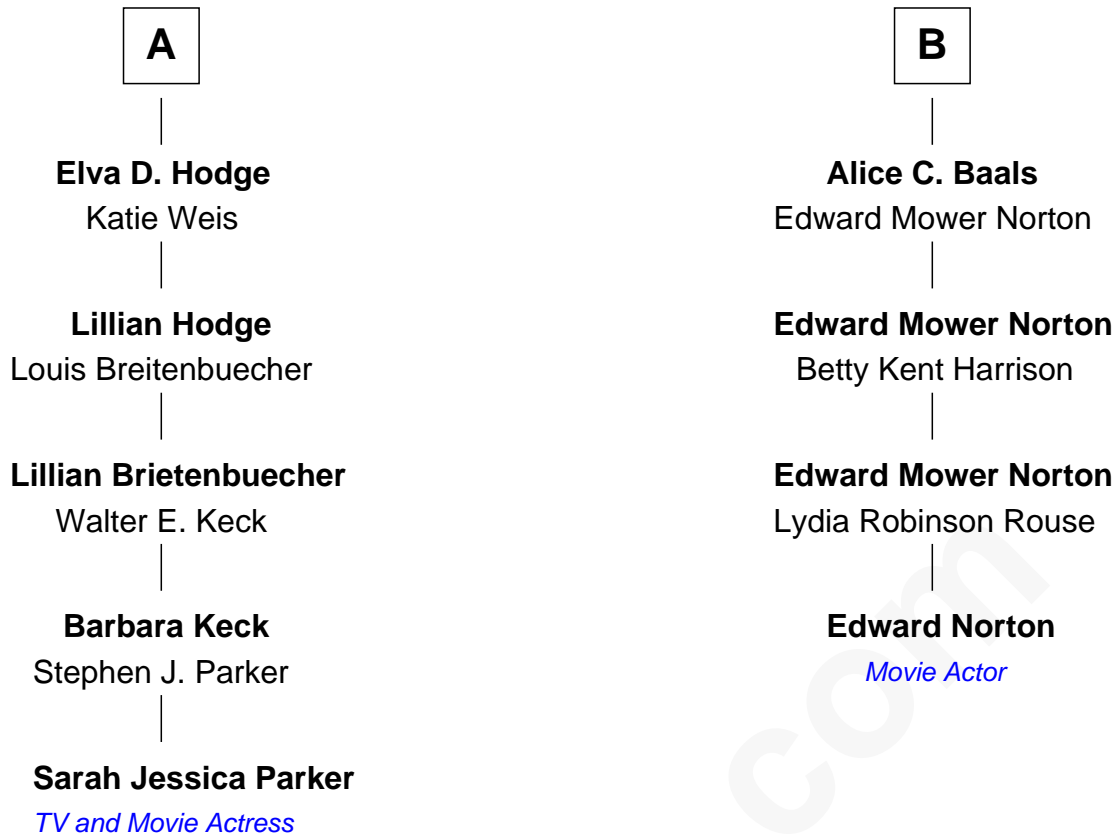 A
Elva D. Hodge
Katie Weis
Lillian Hodge
Louis Breitenbuecher
Lillian Brietenbuecher
Walter E. Keck
Barbara Keck
Stephen J. Parker
Sarah Jessica Parker
TV and Movie Actress
B
Alice C. Baals
Edward Mower Norton
Edward Mower Norton
Betty Kent Harrison
Edward Mower Norton
Lydia Robinson Rouse
Edward Norton
Movie Actor
com